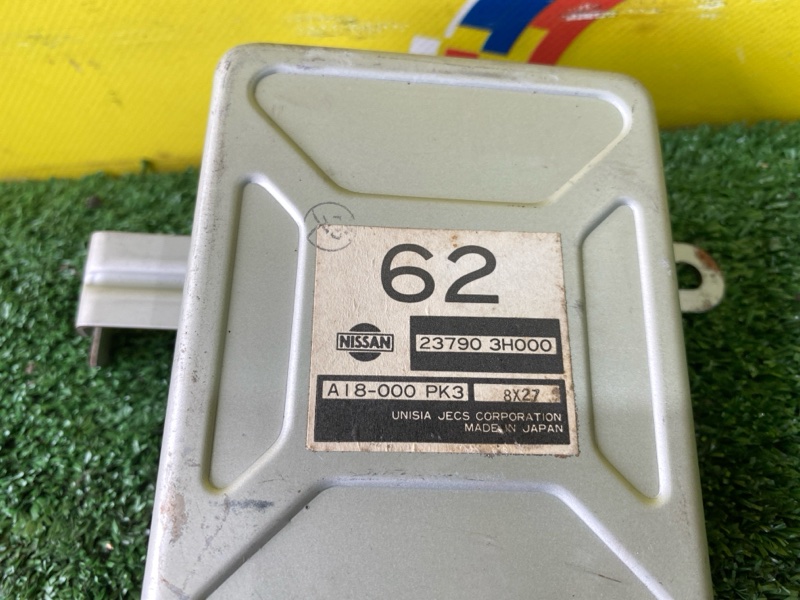 62
NISSAN
23790 3H000
A18-000 PK3
8X27
UNISIA JECS CORPORATION
MADE IN JAPAN